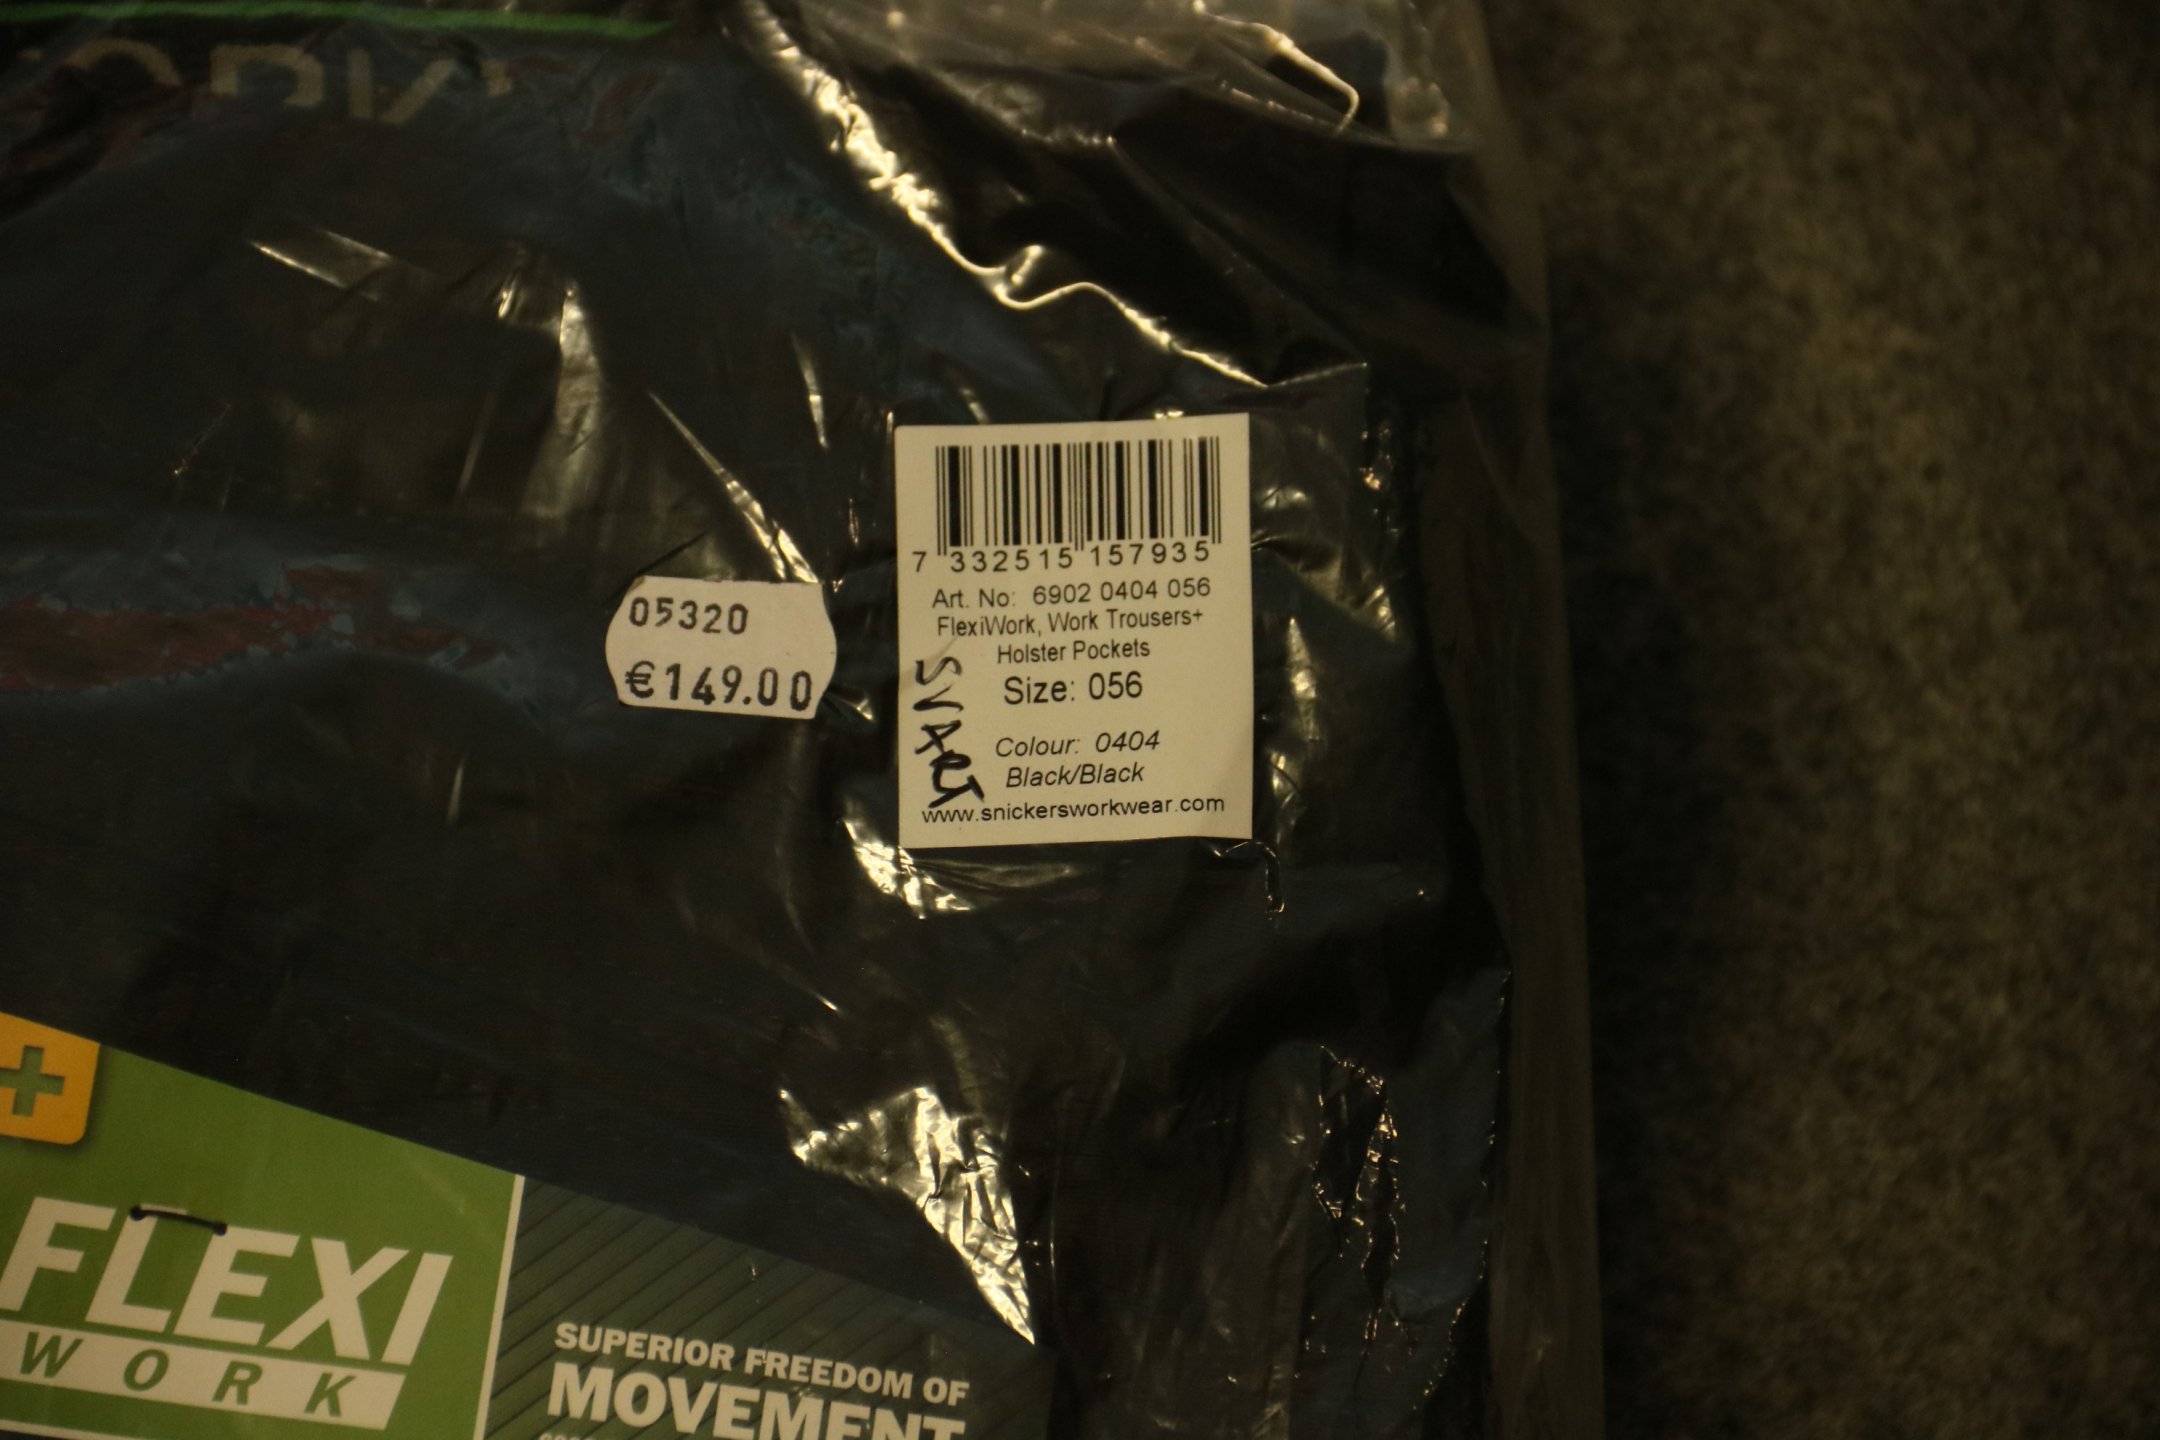 05320
€149.00
7 332515 157935
Art. No: 6902 0404 056
FlexiWork, Work Trousers+
Holster Pockets
Size: 056
SVART
Colour: 0404
Black/Black
www.snickersworkwear.com
+
FLEXI
WORK
SUPERIOR FREEDOM OF
MOVEMENT